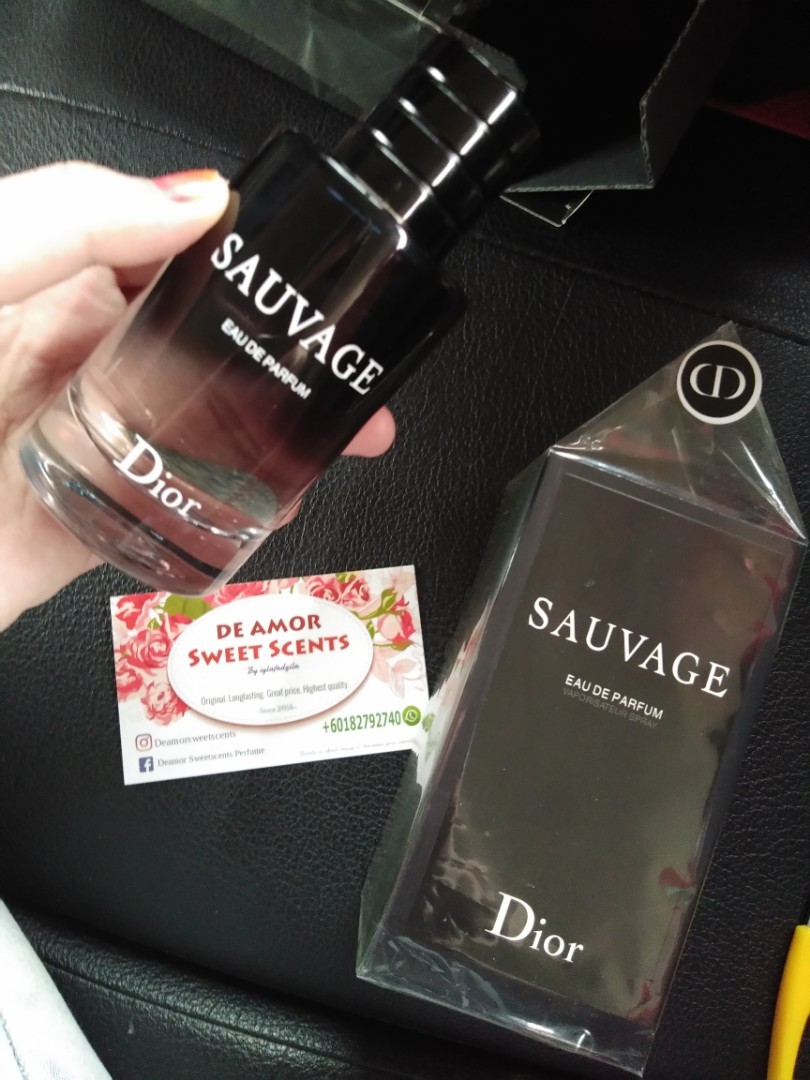 SAUVAGE
EAU DE PARFUM
Dior
DE AMOR
SWEET SCENTS
Original. Longlasting. Great price. Highest quality
+60182792740
Deamorsweetscents
Deamor Sweetscents Perfume
CD
SAUVAGE
EAU DE PARFUM
VAPORISATEUR SPRAY
Dior